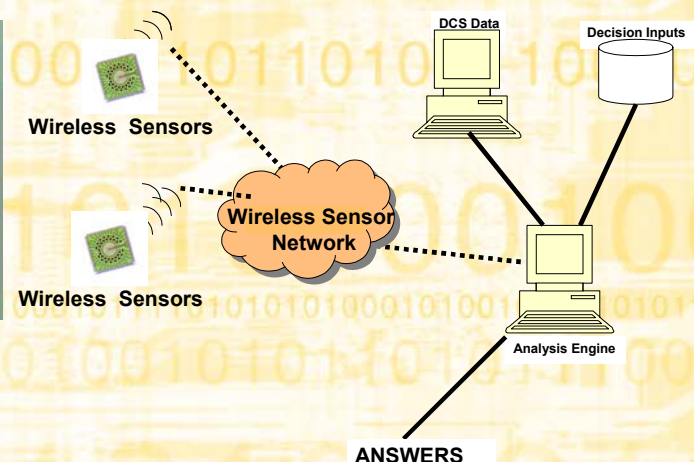 DCS Data
Decision Inputs
Wireless Sensors
Wireless Sensor
Network
Wireless Sensors
Analysis Engine
ANSWERS